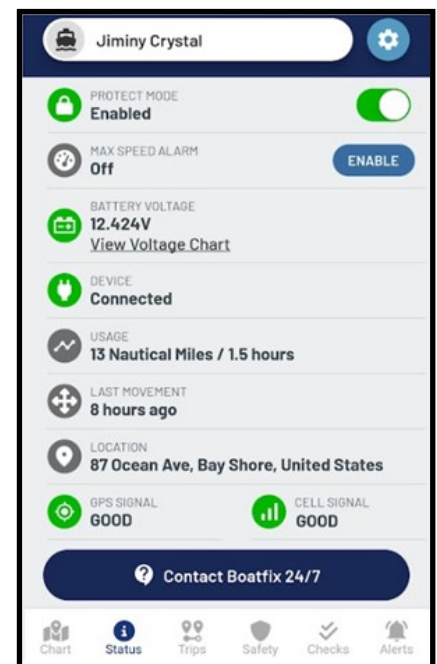 Jiminy Crystal
PROTECT MODE
Enabled
MAX SPEED ALARM
Off
ENABLE
BATTERY VOLTAGE
12.424V
View Voltage Chart
DEVICE
Connected
USAGE
13 Nautical Miles / 1.5 hours
LAST MOVEMENT
8 hours ago
LOCATION
87 Ocean Ave, Bay Shore, United States
GPS SIGNAL
GOOD
CELL SIGNAL
GOOD
Contact Boatfix 24/7
Chart Status Trips Safety Checks Alerts